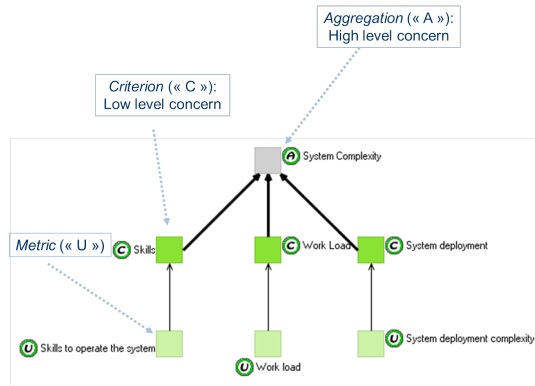 Aggregation (« A »):
High level concern
Criterion (« C »):
Low level concern
A System Complexity
Metric (« U »)
C Skills
C Work Load
C System deployment
U Skills to operate the system
U Work load
U System deployment complexity